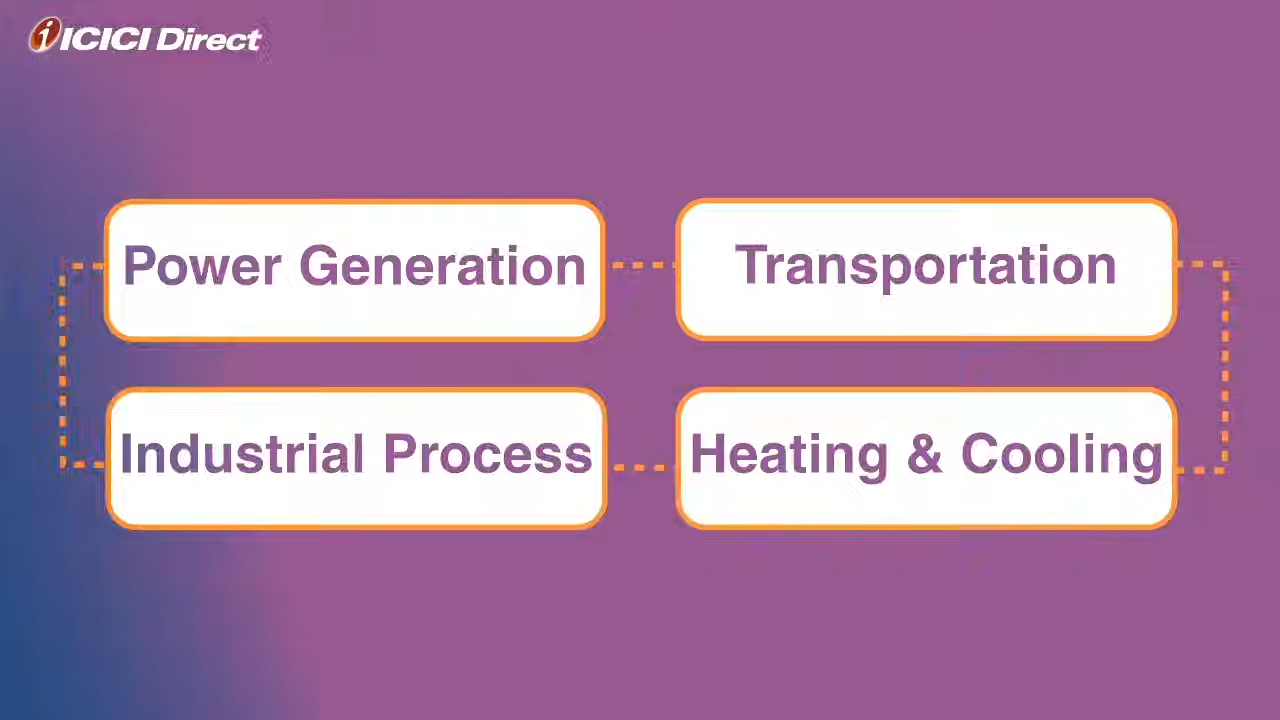 ICICI Direct
Power Generation
Transportation
Industrial Process
Heating & Cooling